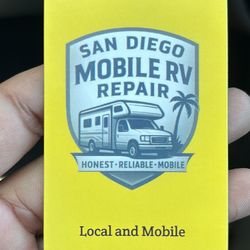 SAN DIEGO
MOBILE RV
REPAIR
HONEST · RELIABLE · MOBILE
Local and Mobile